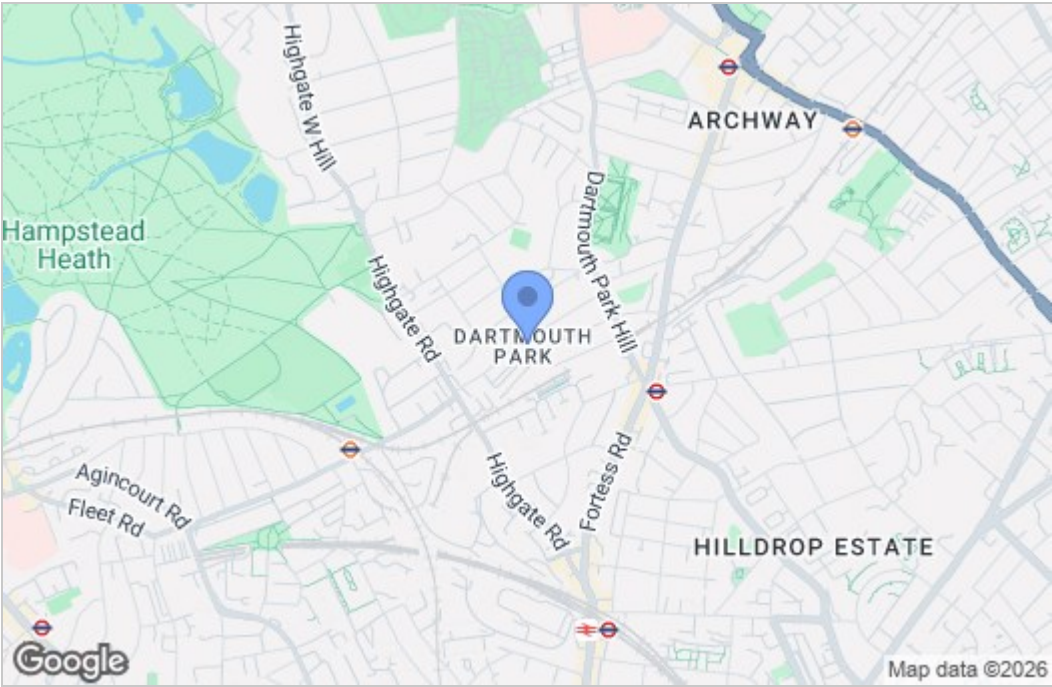 Highgate W Hill
ARCHWAY
Dartmouth Park Hill
Hampstead
Heath
Highgate Rd
DARTMOUTH
PARK
Agincourt Rd
Fleet Rd
Highgate Rd
Fortess Rd
HILLDROP ESTATE
Google
Map data ©2026